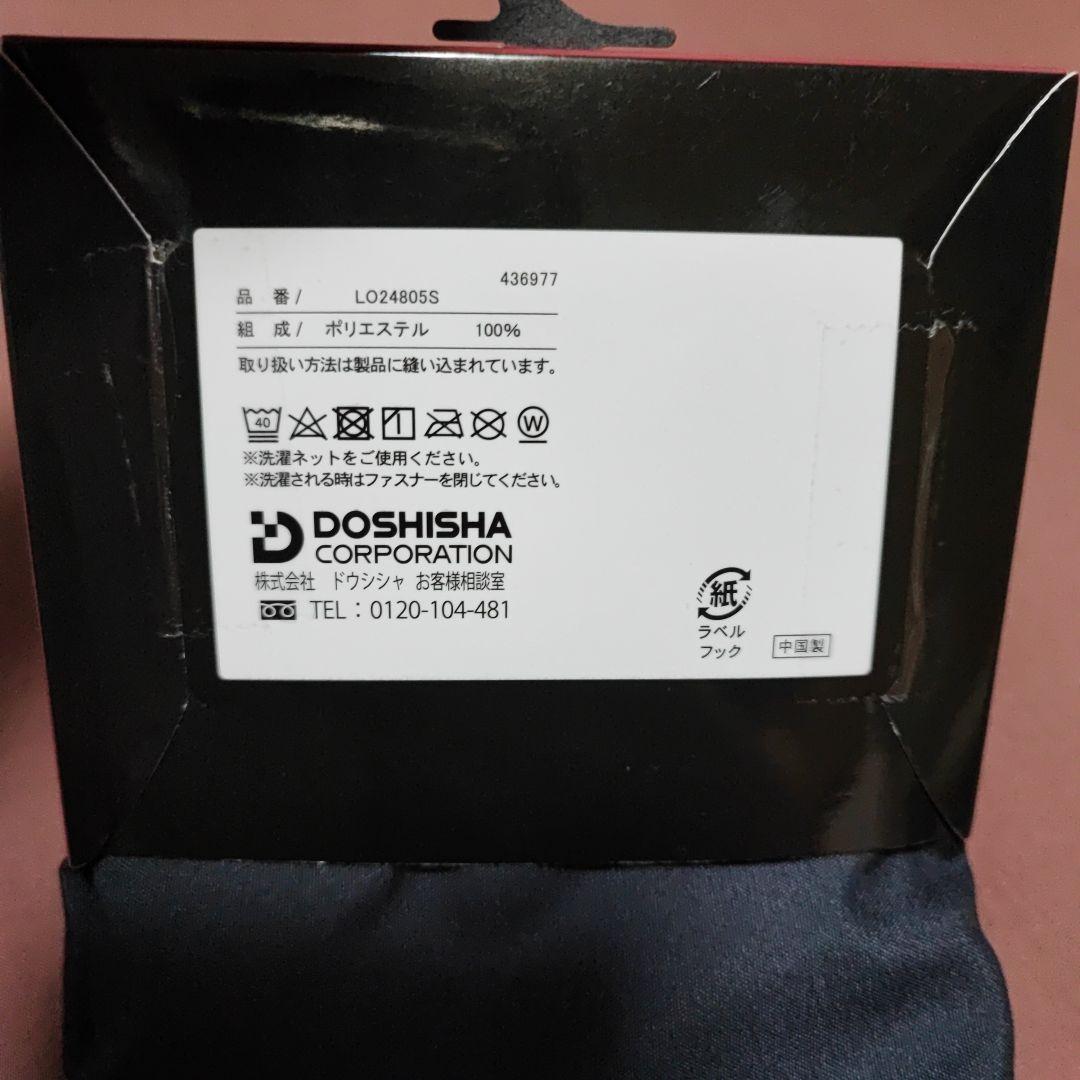 436977
品 番/ LO24805S
組 成/ ポリエステル 100%
取り扱い方法は製品に縫い込まれています。
40 W
※洗濯ネットをご使用ください。
※洗濯される時はファスナーを閉じてください。
DOSHISHA
CORPORATION
株式会社 ドウシシャ お客様相談室
TEL：0120-104-481
紙
ラベル
フック
中国製